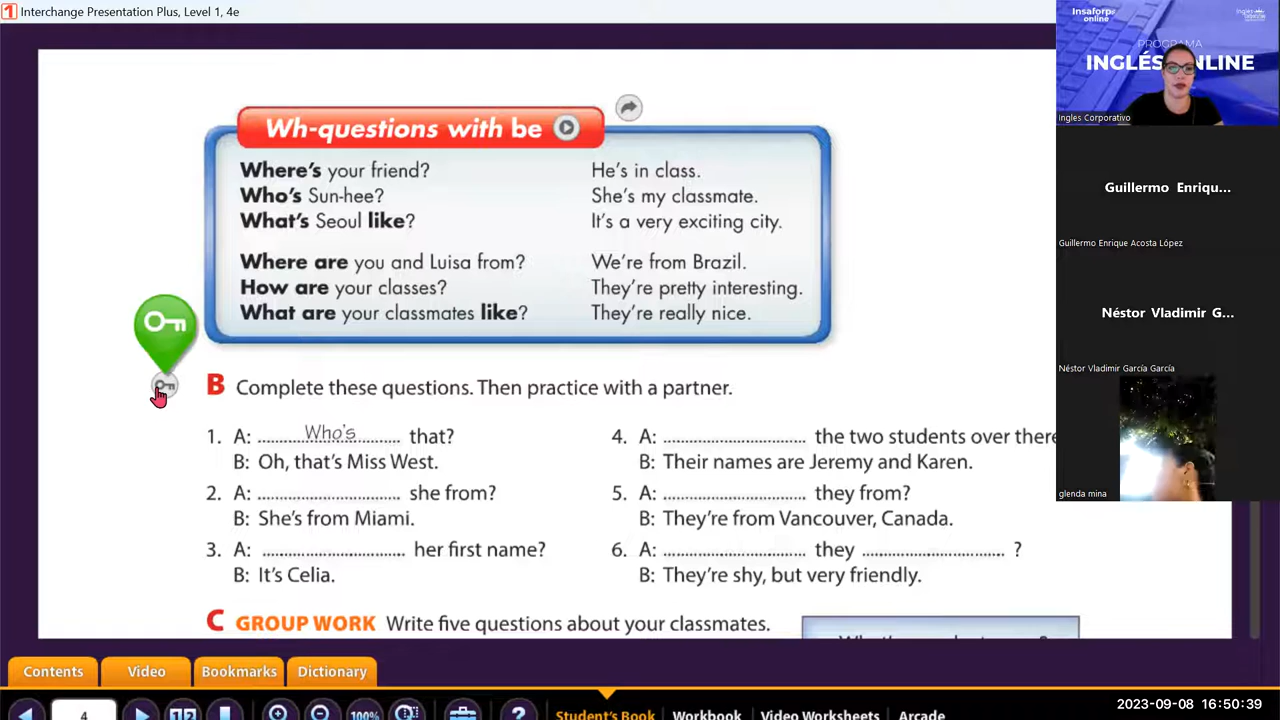 Interchange Presentation Plus, Level 1, 4e
Wh-questions with be
Where's your friend? He's in class.
Who's Sun-hee? She's my classmate.
What's Seoul like? It's a very exciting city.
Where are you and Luisa from? We're from Brazil.
How are your classes? They're pretty interesting.
What are your classmates like? They're really nice.
B Complete these questions. Then practice with a partner.
1. A: ......Who's...... that?
B: Oh, that's Miss West.
2. A: .................... she from?
B: She's from Miami.
3. A: .................... her first name?
B: It's Celia.
4. A: .................... the two students over there
B: Their names are Jeremy and Karen.
5. A: .................... they from?
B: They're from Vancouver, Canada.
6. A: .................... they .................... ?
B: They're shy, but very friendly.
C GROUP WORK Write five questions about your classmates.
Contents Video Bookmarks Dictionary
4 1 2 100% ?
Student's Book Workbook Video Worksheets Arcade
2023-09-08 16:50:39
Insaforp
online
PROGRAMA
INGLÉS ONLINE
Ingles Corporativo
Guillermo Enriqu...
Guillermo Enrique Acosta López
Néstor Vladimir G...
Néstor Vladimir García García
glenda mina